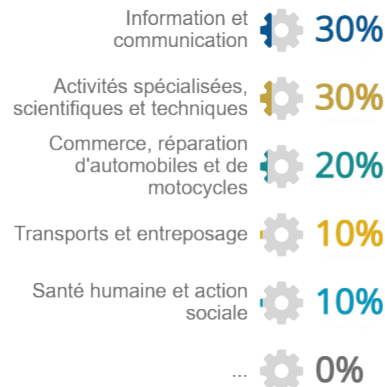 Information et
communication
30%
Activités spécialisées,
scientifiques et techniques
30%
Commerce, réparation
d'automobiles et de
motocycles
20%
Transports et entreposage
10%
Santé humaine et action
sociale
10%
...
0%